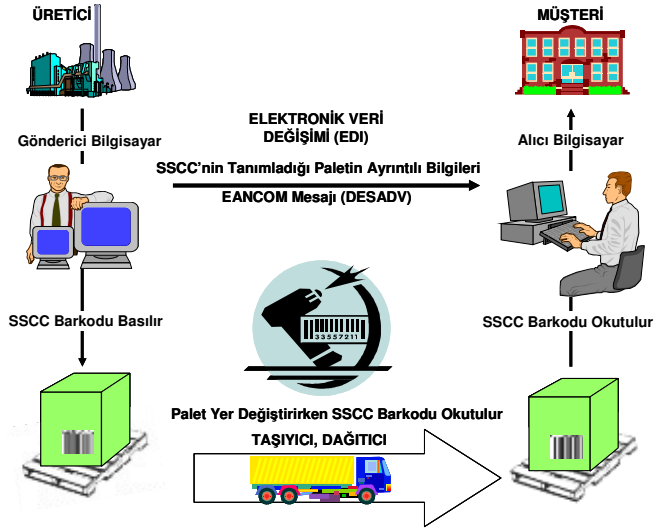 ÜRETİCİ
MÜŞTERİ
ELEKTRONİK VERİ
DEĞİŞİMİ (EDI)
Gönderici Bilgisayar
Alıcı Bilgisayar
SSCC'nin Tanımladığı Paletin Ayrıntılı Bilgileri
EANCOM Mesajı (DESADV)
SSCC Barkodu Basılır
SSCC Barkodu Okutulur
33557211
Palet Yer Değiştirirken SSCC Barkodu Okutulur
TAŞIYICI, DAĞITICI